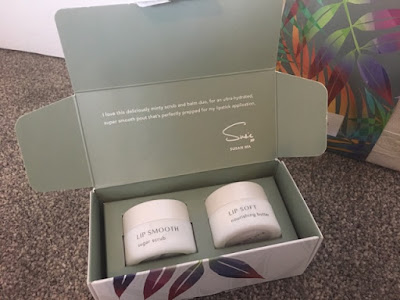 I love this deliciously minty scrub and balm duo, for an ultra-hydrated,
super smooth pout that's perfectly prepped for my lipstick application.
LIP SMOOTH
sugar scrub
LIP SOFT
nourishing balm